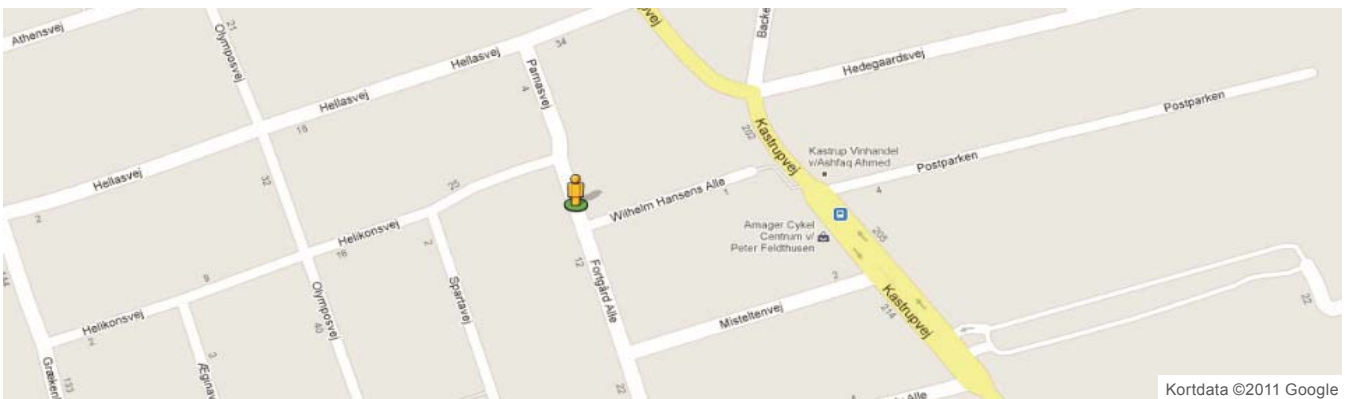 Athensvej
21
Olymposvej
Hellasvej
34
Parnasvej
4
Hedegaardsvej
Hellasvej
18
Postparken
202
Kastrupvej
Kastrup Vinhandel
v/Ashfaq Ahmed
Hellasvej
32
20
Postparken
4
1
Wilhelm Hansens Alle
2
Helikonsvej
16
2
Amager Cykel
Centrum v/
Peter Feldthusen
205
12
Fortgård Alle
9
Olymposvej
Spartavej
2
Kastrupvej
214
22
Helikonsvej
2
40
Misteltenvej
3
133
22
Alle
Kortdata ©2011 Google